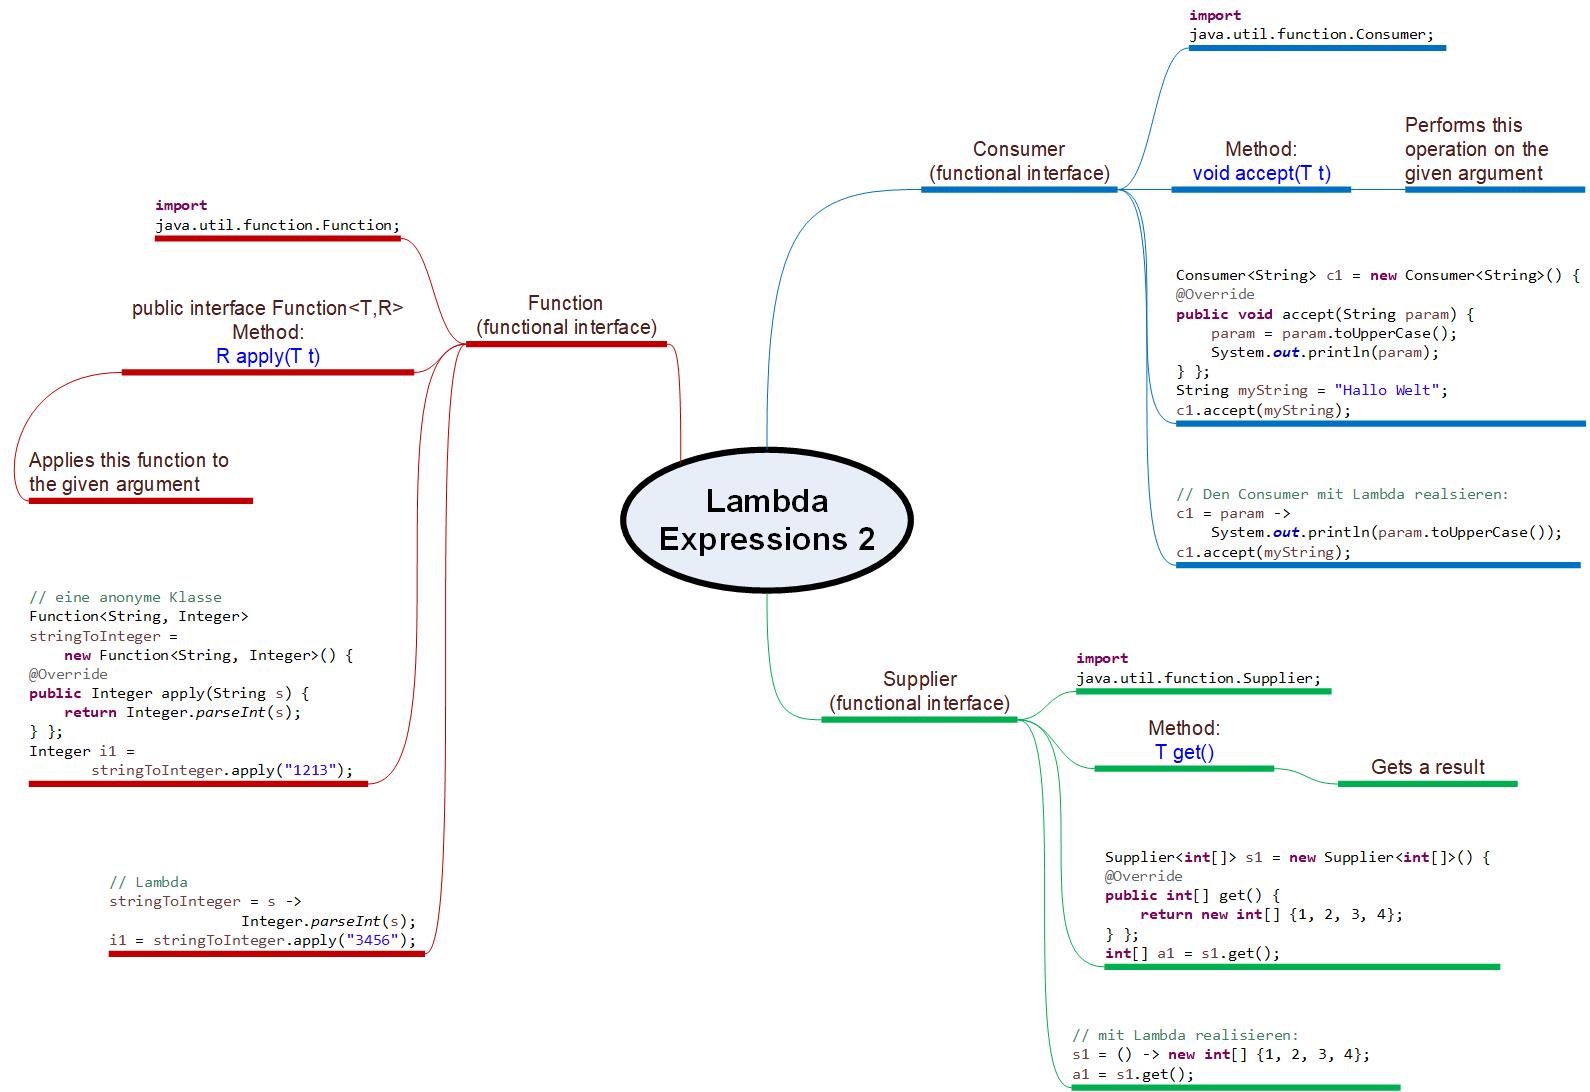 Lambda
Expressions 2
Consumer
(functional interface)
import
java.util.function.Consumer;
Method:
void accept(T t)
Performs this
operation on the
given argument
Consumer<String> c1 = new Consumer<String>() {
@Override
public void accept(String param) {
param = param.toUpperCase();
System.out.println(param);
} };
String myString = "Hallo Welt";
c1.accept(myString);
// Den Consumer mit Lambda realsieren:
c1 = param ->
System.out.println(param.toUpperCase());
c1.accept(myString);
Supplier
(functional interface)
import
java.util.function.Supplier;
Method:
T get()
Gets a result
Supplier<int[]> s1 = new Supplier<int[]>() {
@Override
public int[] get() {
return new int[] {1, 2, 3, 4};
} };
int[] a1 = s1.get();
// mit Lambda realisieren:
s1 = () -> new int[] {1, 2, 3, 4};
a1 = s1.get();
Function
(functional interface)
import
java.util.function.Function;
public interface Function<T,R>
Method:
R apply(T t)
Applies this function to
the given argument
// eine anonyme Klasse
Function<String, Integer>
stringToInteger =
new Function<String, Integer>() {
@Override
public Integer apply(String s) {
return Integer.parseInt(s);
} };
Integer i1 =
stringToInteger.apply("1213");
// Lambda
stringToInteger = s ->
Integer.parseInt(s);
i1 = stringToInteger.apply("3456");